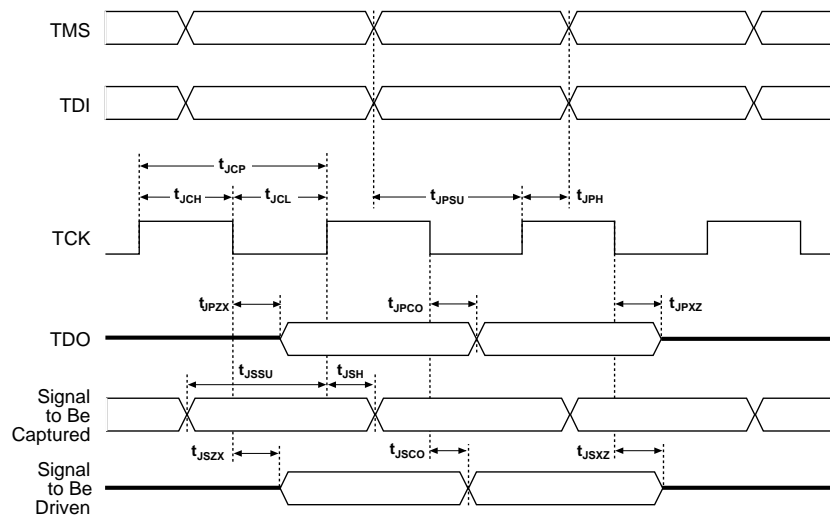 TMS
TDI
tJCP
tJCH
tJCL
tJPSU
tJPH
TCK
tJPZX
tJPCO
tJPXZ
TDO
tJSSU
tJSH
Signal
to Be
Captured
tJSZX
tJSCO
tJSXZ
Signal
to Be
Driven